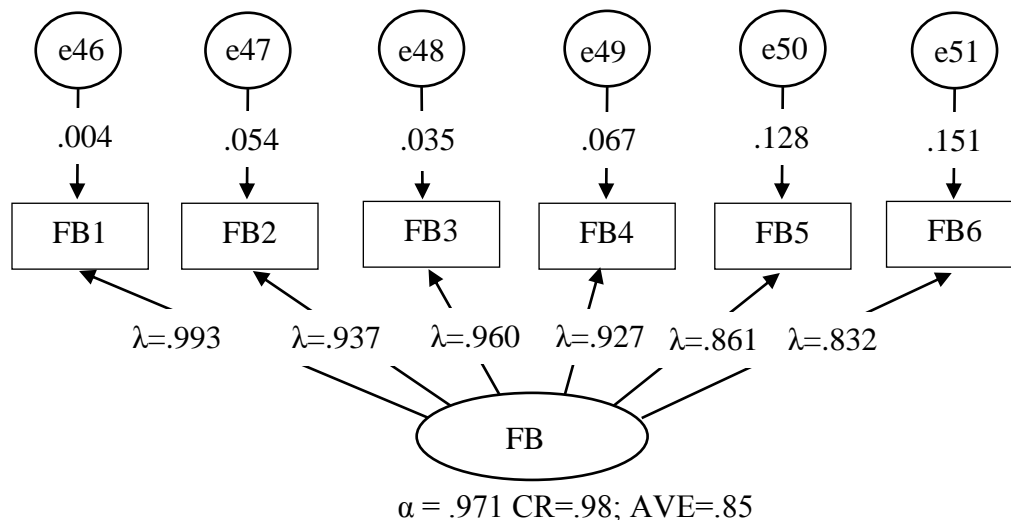 e46 e47 e48 e49 e50 e51
.004 .054 .035 .067 .128 .151
FB1 FB2 FB3 FB4 FB5 FB6
λ=.993 λ=.937 λ=.960 λ=.927 λ=.861 λ=.832
FB
α = .971 CR=.98; AVE=.85